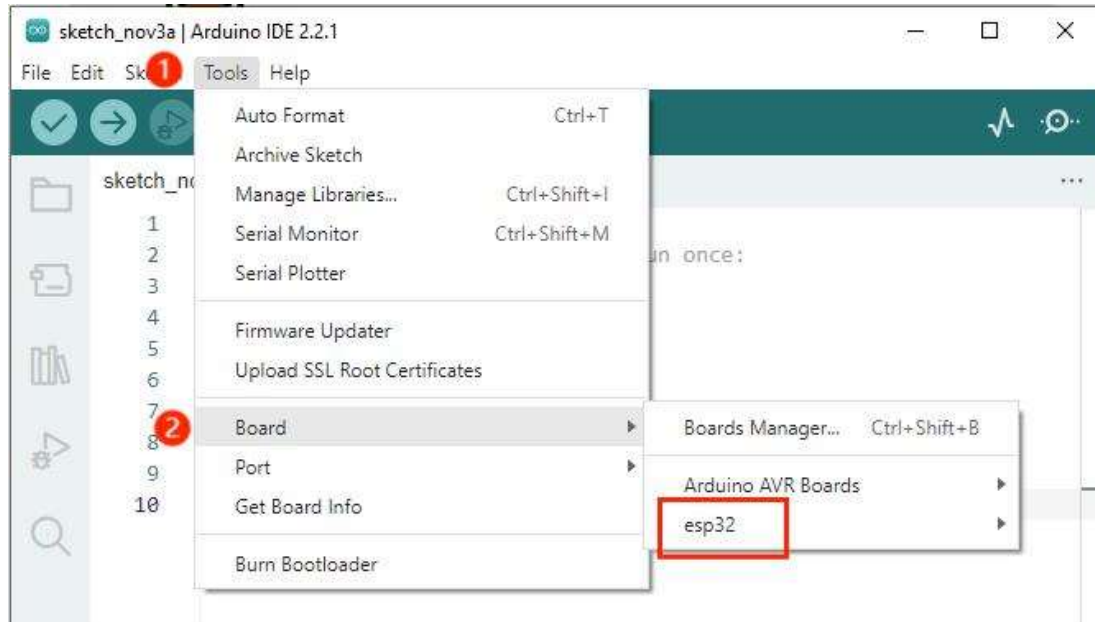 sketch_nov3a | Arduino IDE 2.2.1
File Edit Sk 1 Tools Help
Auto Format Ctrl+T
Archive Sketch
sketch_no
Manage Libraries... Ctrl+Shift+I
1
Serial Monitor Ctrl+Shift+M
2 un once:
Serial Plotter
3
4
Firmware Updater
5
Upload SSL Root Certificates
6
7
2 Board Boards Manager... Ctrl+Shift+B
8
Port
9
Arduino AVR Boards
10
Get Board Info
esp32
Burn Bootloader